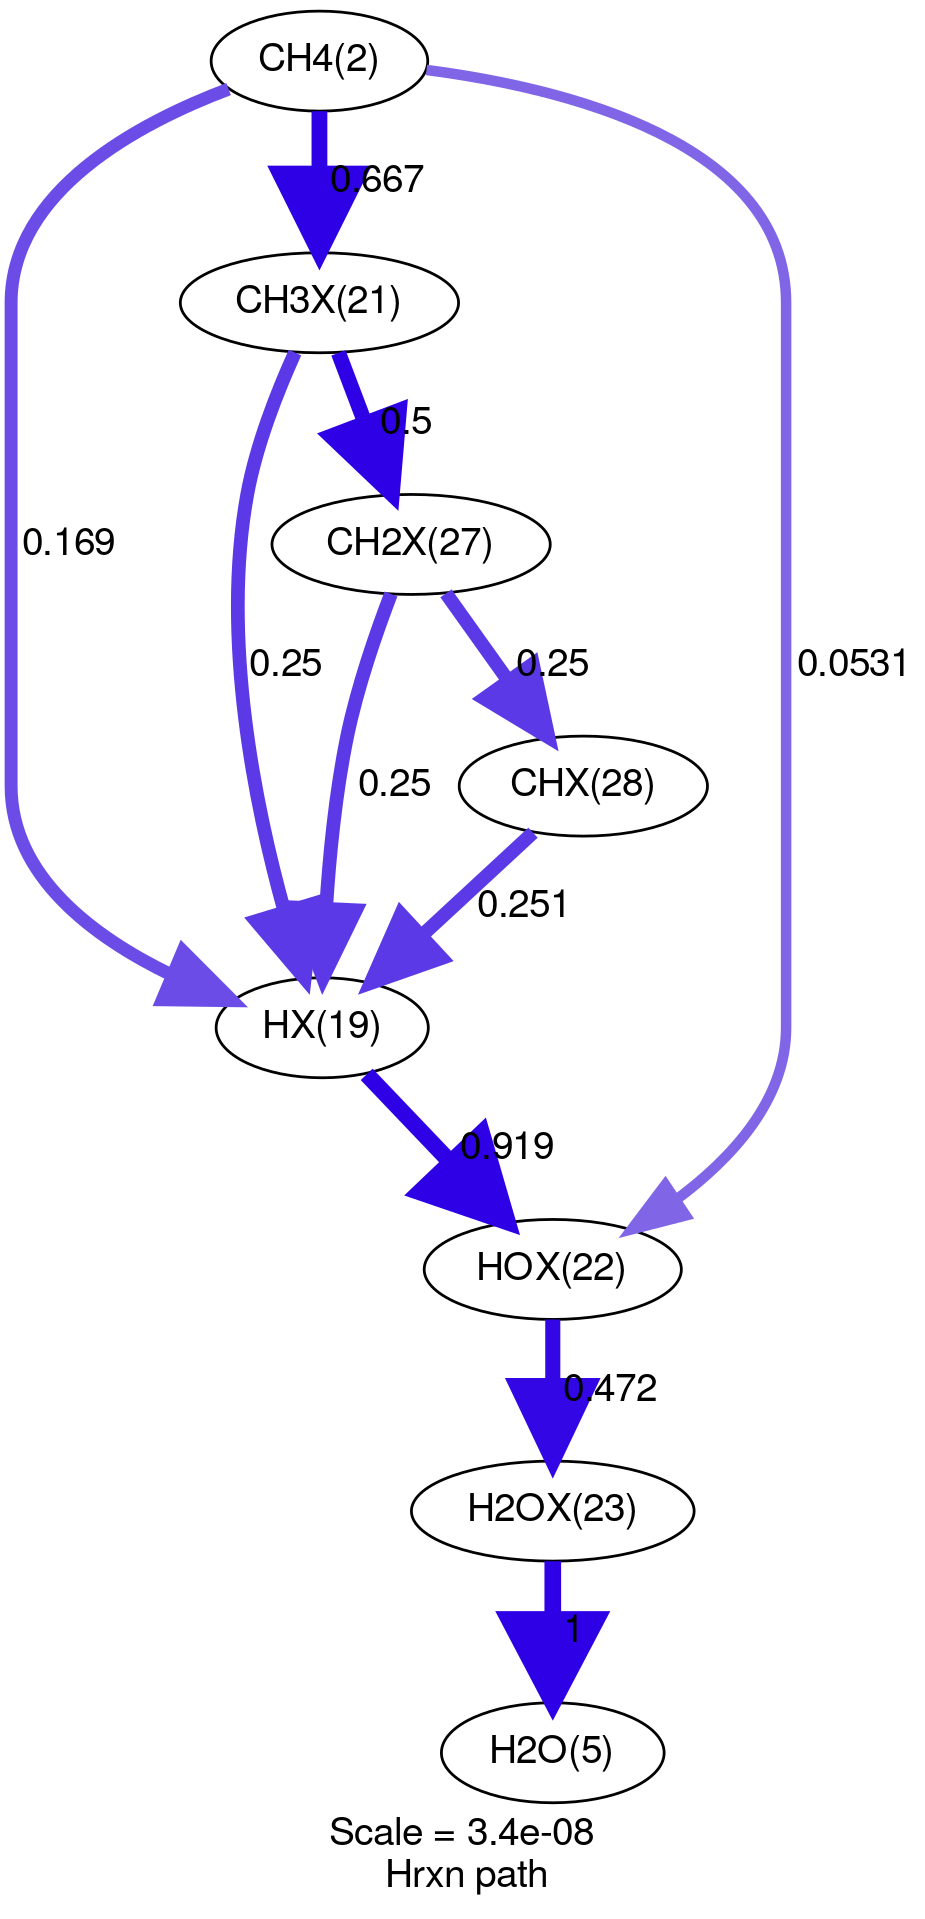 CH4(2)
0.667
CH3X(21)
0.5
0.169
CH2X(27)
0.25
0.25
0.0531
0.25
CHX(28)
0.251
HX(19)
0.919
HOX(22)
0.472
H2OX(23)
1
H2O(5)
Scale = 3.4e-08
Hrxn path